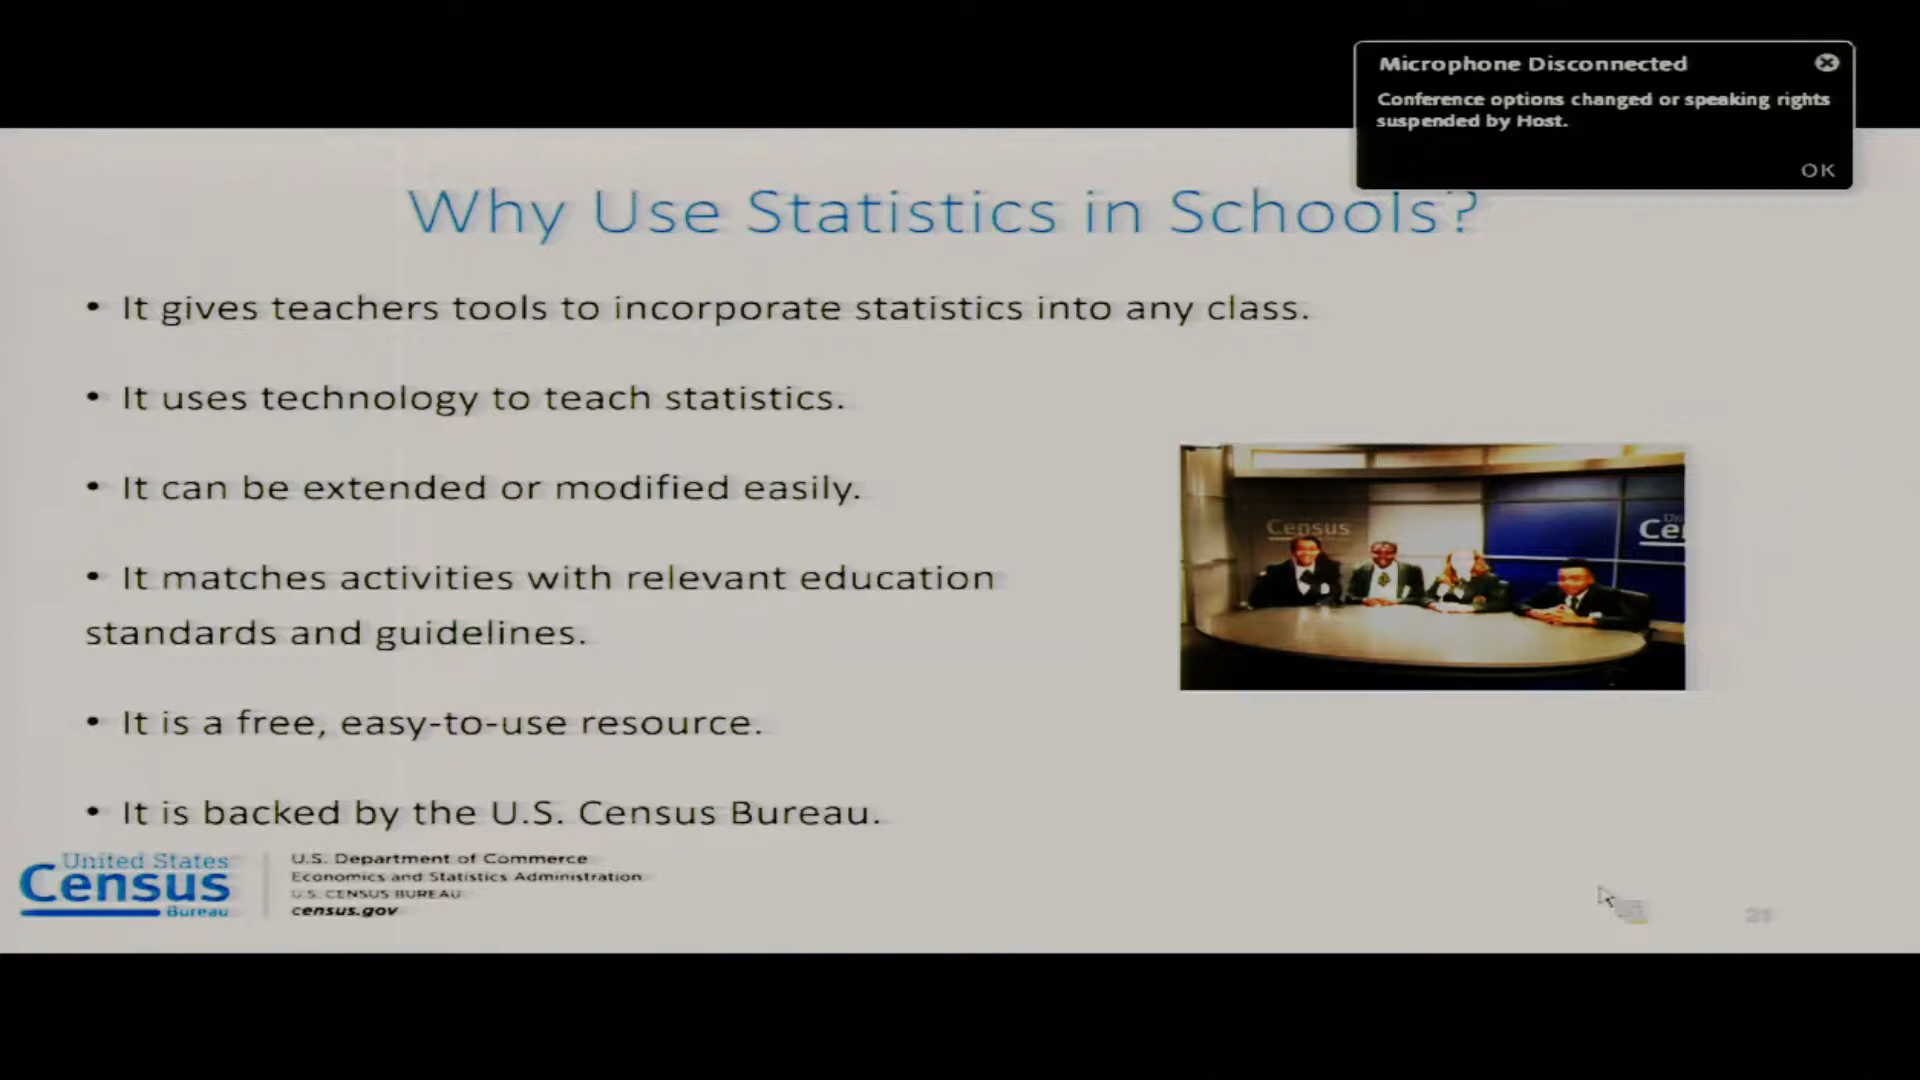 Microphone Disconnected
Conference options changed or speaking rights
suspended by Host.
OK
Why Use Statistics in Schools?
• It gives teachers tools to incorporate statistics into any class.
• It uses technology to teach statistics.
• It can be extended or modified easily.
• It matches activities with relevant education
standards and guidelines.
• It is a free, easy-to-use resource.
• It is backed by the U.S. Census Bureau.
Census
United States
Census
Bureau
U.S. Department of Commerce
Economics and Statistics Administration
U.S. CENSUS BUREAU
census.gov